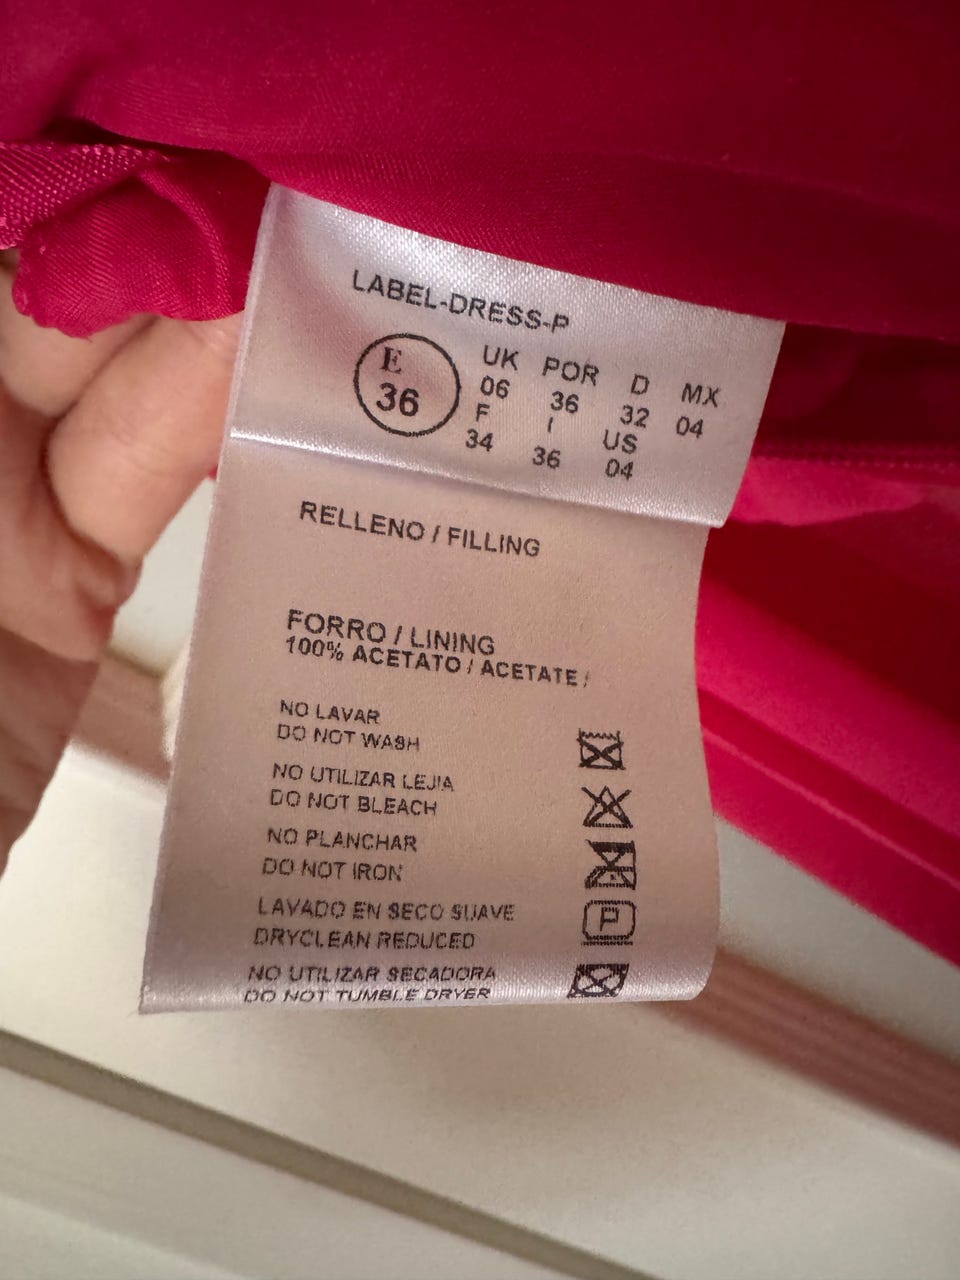 LABEL-DRESS-P
E UK POR D MX
36 06 36 32 04
F I US
34 36 04
RELLENO / FILLING
FORRO / LINING
100% ACETATO / ACETATE /
NO LAVAR
DO NOT WASH
NO UTILIZAR LEJIA
DO NOT BLEACH
NO PLANCHAR
DO NOT IRON
LAVADO EN SECO SUAVE
DRYCLEAN REDUCED
P
NO UTILIZAR SECADORA
DO NOT TUMBLE DRYER